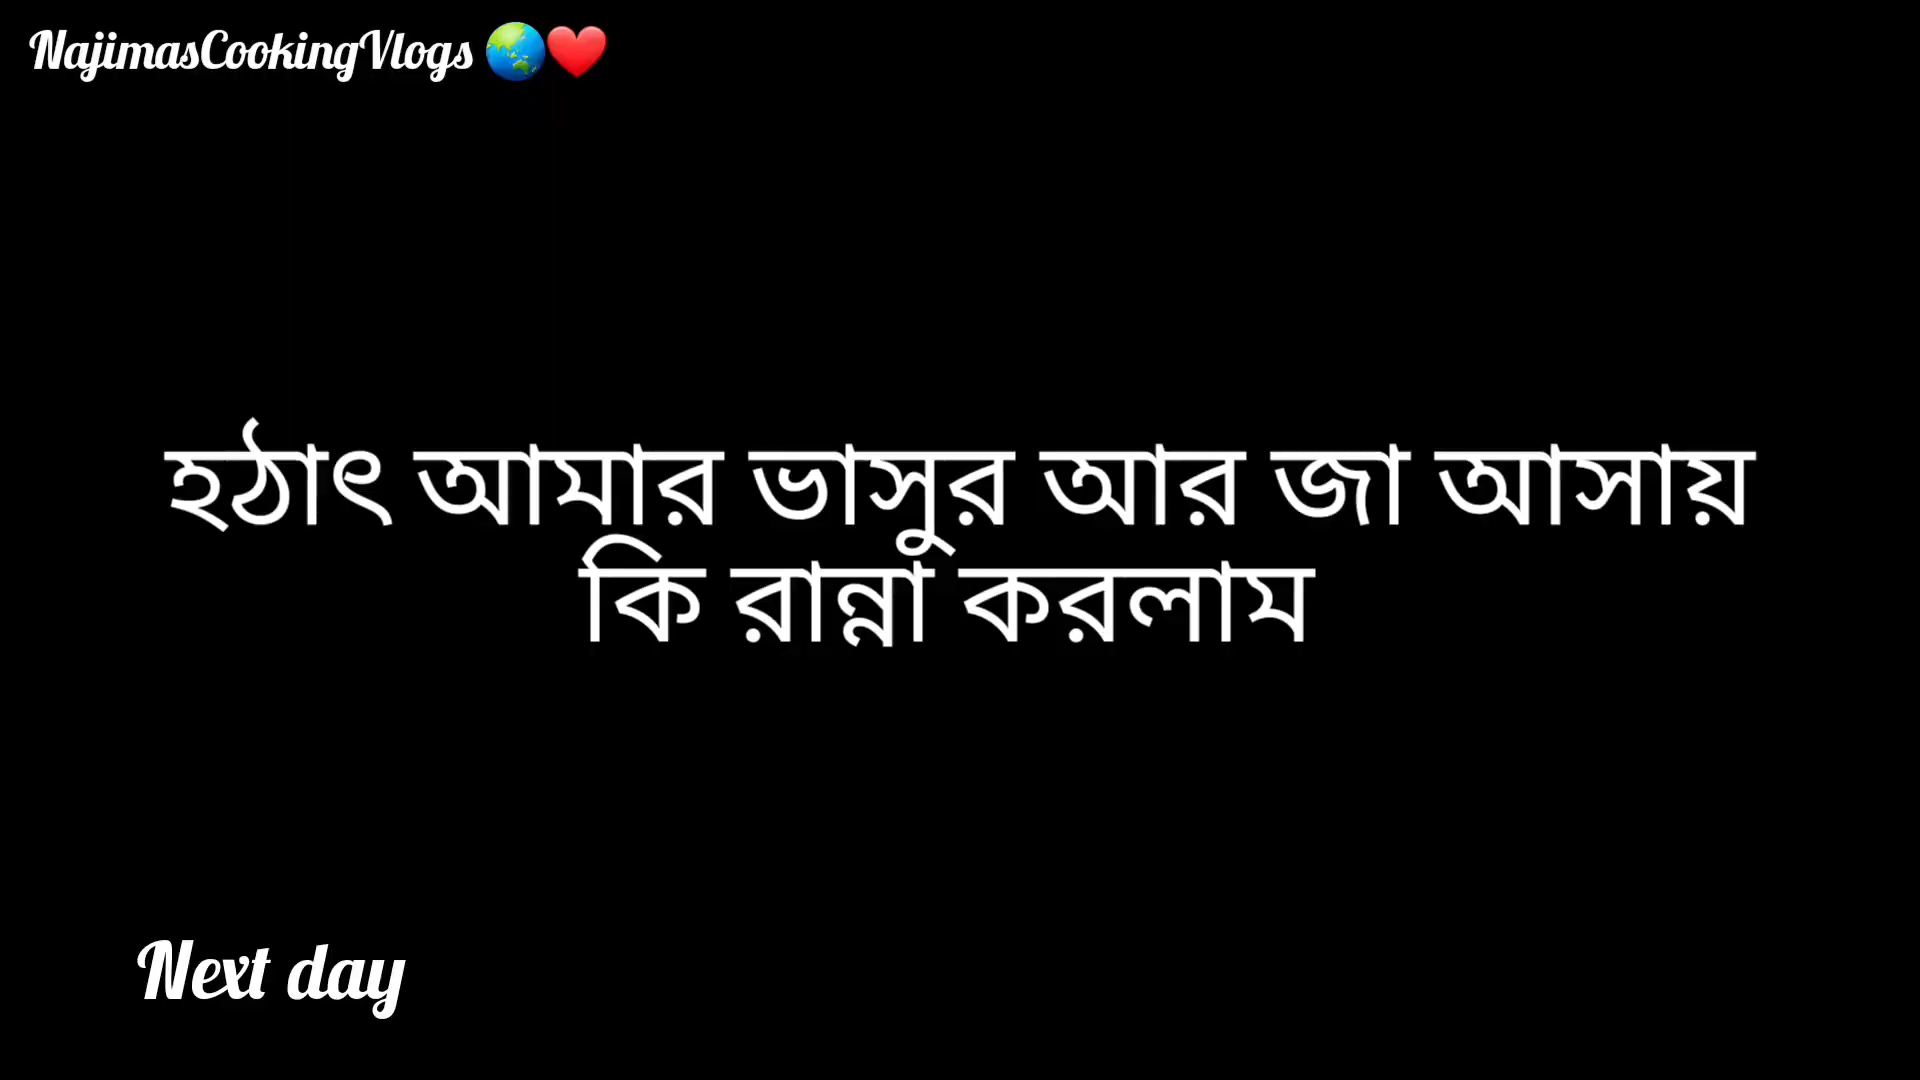 NajimasCookingVlogs 🌏❤️
হঠাৎ আমার ভাসুর আর জা আসায়
কি রান্না করলাম
Next day